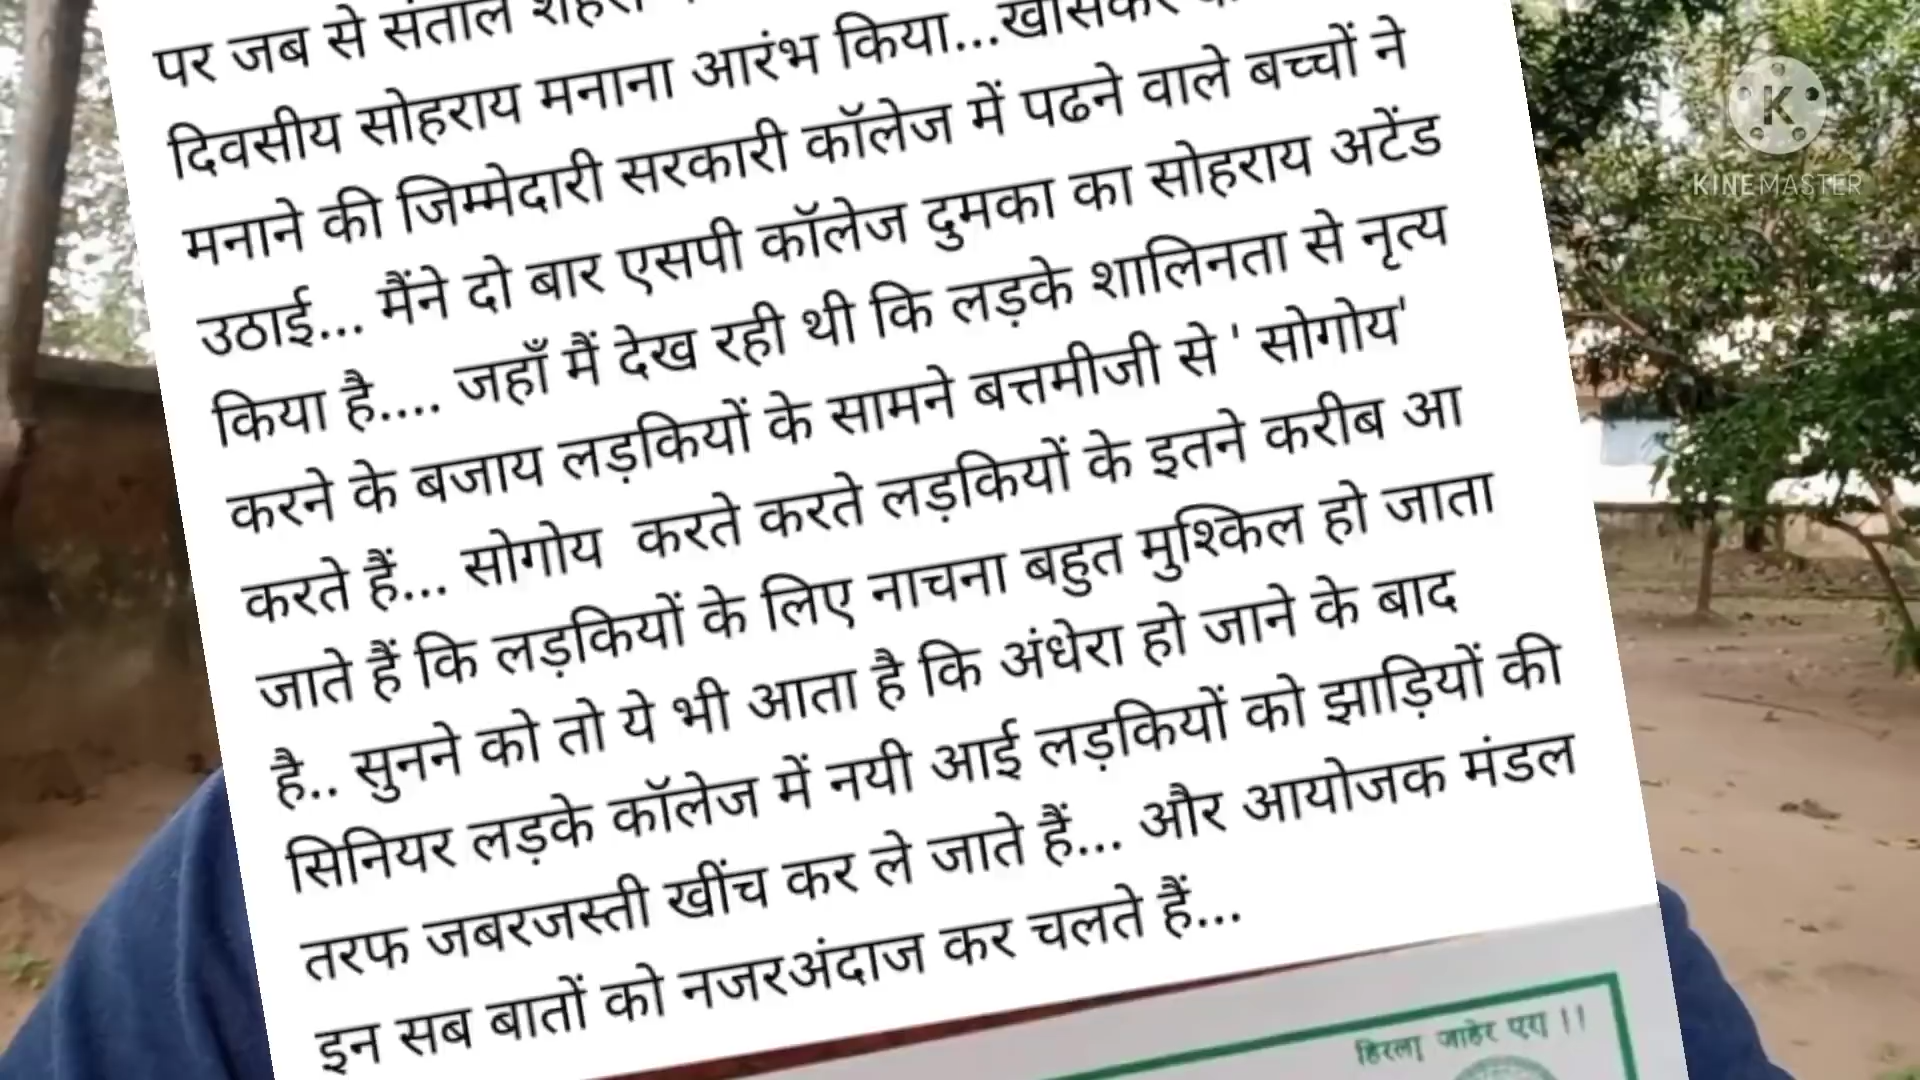 पर जब से संताल
दिवसीय सोहराय मनाना आरंभ किया...खासकर
मनाने की जिम्मेदारी सरकारी कॉलेज में पढने वाले बच्चों ने
उठाई... मैंने दो बार एसपी कॉलेज दुमका का सोहराय अटेंड
किया है.... जहाँ मैं देख रही थी कि लड़के शालिनता से नृत्य
करने के बजाय लड़कियों के सामने बत्तमीजी से ' सोगोय'
करते हैं... सोगोय करते करते लड़कियों के इतने करीब आ
जाते हैं कि लड़कियों के लिए नाचना बहुत मुश्किल हो जाता
है.. सुनने को तो ये भी आता है कि अंधेरा हो जाने के बाद
सिनियर लड़के कॉलेज में नयी आई लड़कियों को झाड़ियों की
तरफ जबरजस्ती खींच कर ले जाते हैं... और आयोजक मंडल
इन सब बातों को नजरअंदाज कर चलते हैं...
हिरला जाहेर एरा ।।
K
KINEMASTER